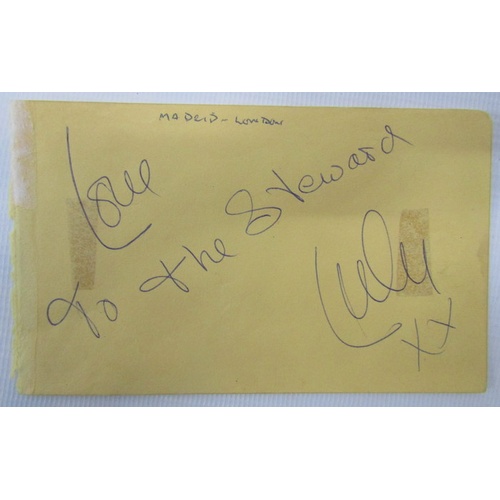 MADRID - LONDON
Love
To the Steward
Lulu
XX